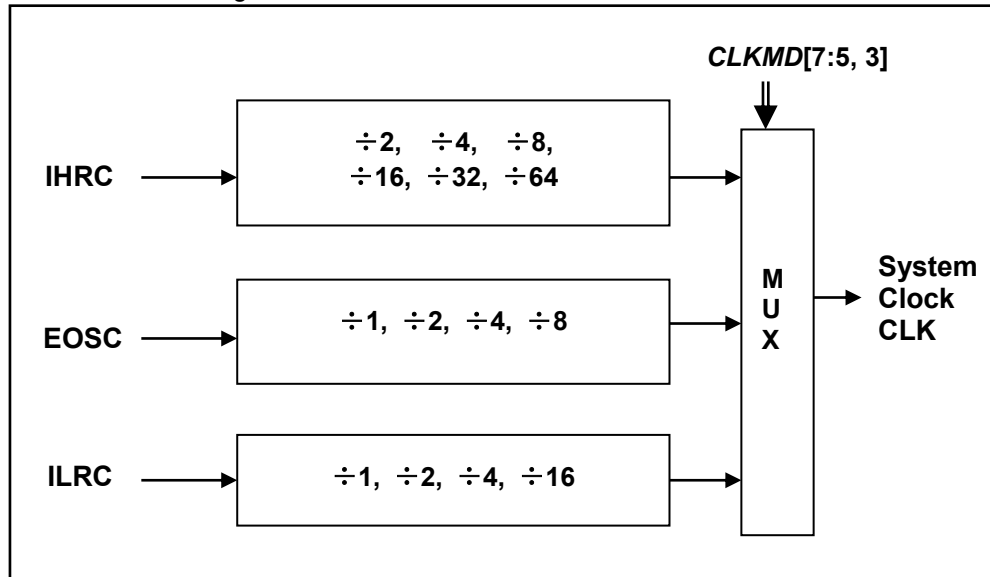 CLKMD[7:5, 3]
IHRC
÷2, ÷4, ÷8,
÷16, ÷32, ÷64
EOSC
÷1, ÷2, ÷4, ÷8
ILRC
÷1, ÷2, ÷4, ÷16
M
U
X
System
Clock
CLK